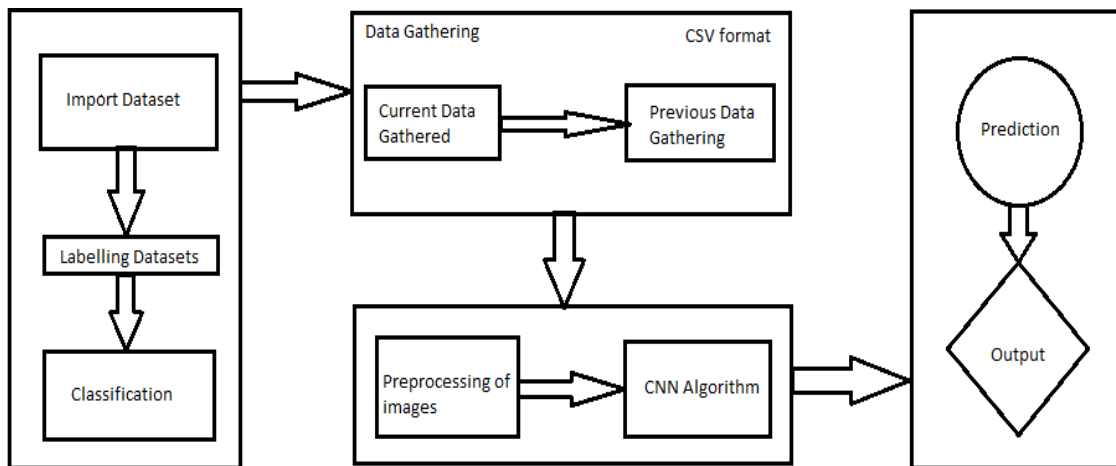 Import Dataset
Labelling Datasets
Classification
Data Gathering
CSV format
Current Data
Gathered
Previous Data
Gathering
Preprocessing of
images
CNN Algorithm
Prediction
Output